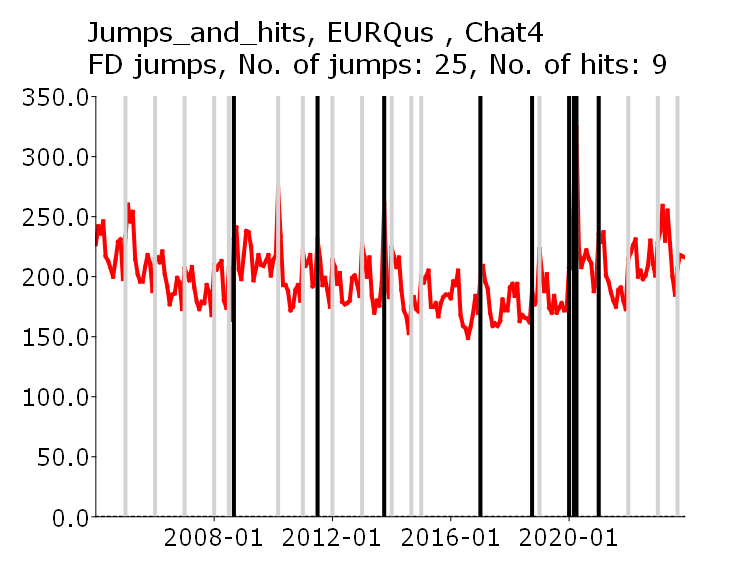 Jumps_and_hits, EURQus , Chat4
FD jumps, No. of jumps: 25, No. of hits: 9
350.0
300.0
250.0
200.0
150.0
100.0
50.0
0.0
2008-01 2012-01 2016-01 2020-01